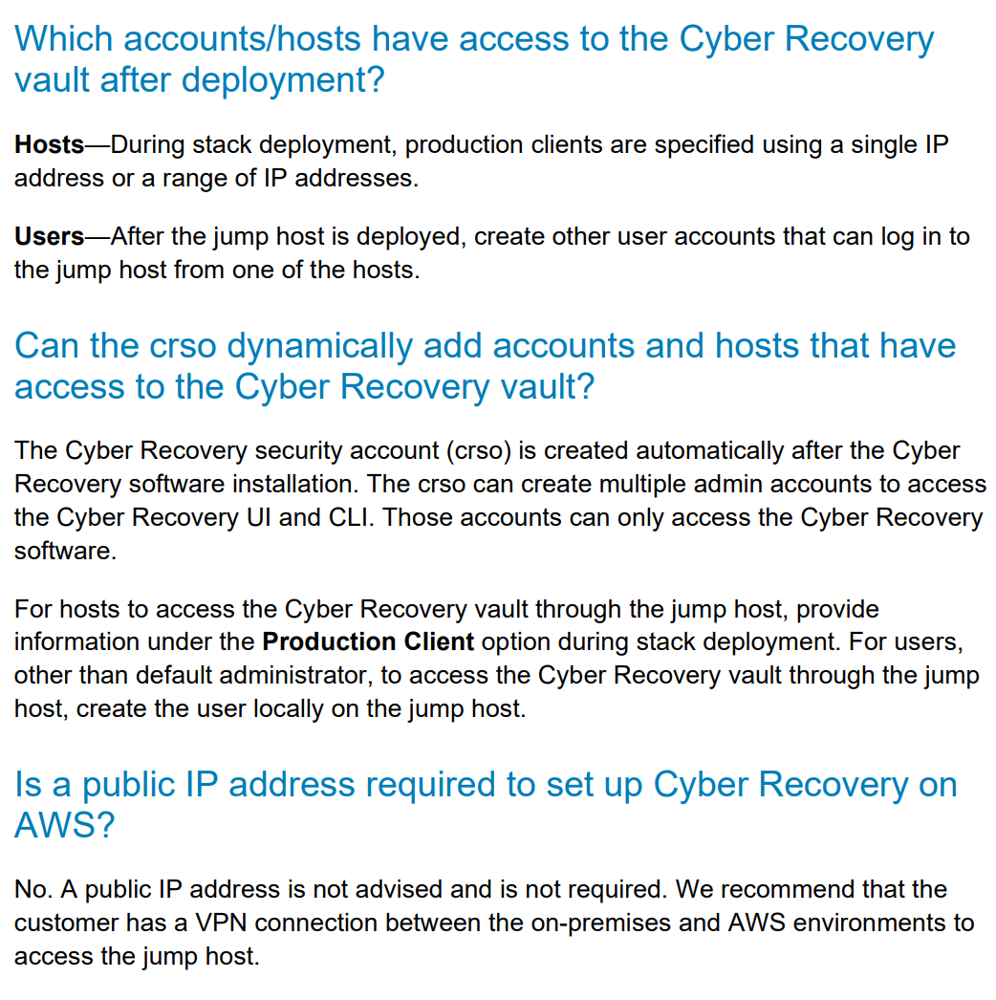 Which accounts/hosts have access to the Cyber Recovery
vault after deployment?
Hosts—During stack deployment, production clients are specified using a single IP
address or a range of IP addresses.
Users—After the jump host is deployed, create other user accounts that can log in to
the jump host from one of the hosts.
Can the crso dynamically add accounts and hosts that have
access to the Cyber Recovery vault?
The Cyber Recovery security account (crso) is created automatically after the Cyber
Recovery software installation. The crso can create multiple admin accounts to access
the Cyber Recovery UI and CLI. Those accounts can only access the Cyber Recovery
software.
For hosts to access the Cyber Recovery vault through the jump host, provide
information under the Production Client option during stack deployment. For users,
other than default administrator, to access the Cyber Recovery vault through the jump
host, create the user locally on the jump host.
Is a public IP address required to set up Cyber Recovery on
AWS?
No. A public IP address is not advised and is not required. We recommend that the
customer has a VPN connection between the on-premises and AWS environments to
access the jump host.